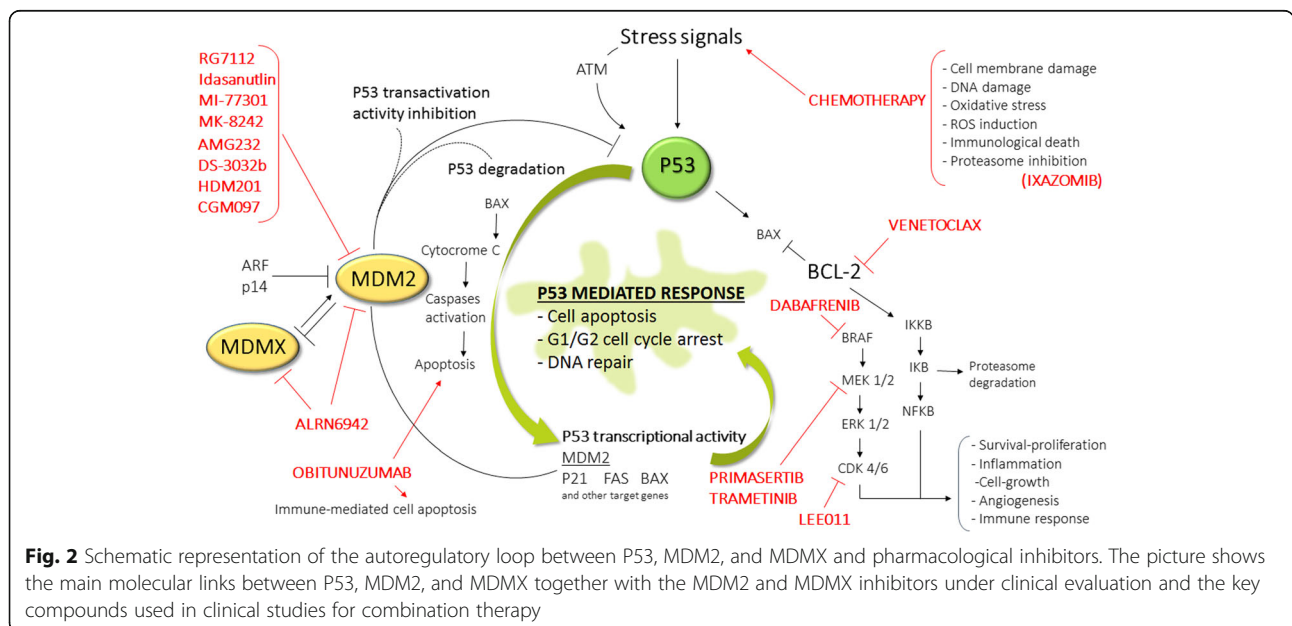 RG7112
Idasanutlin
MI-77301
MK-8242
AMG232
DS-3032b
HDM201
CGM097
Stress signals
ATM
CHEMOTHERAPY
- Cell membrane damage
- DNA damage
- Oxidative stress
- ROS induction
- Immunological death
- Proteasome inhibition
(IXAZOMIB)
P53 transactivation
activity inhibition
P53 degradation
P53
BAX
Cytocrome C
Caspases
activation
Apoptosis
ARF
p14
MDM2
MDMX
ALRN6942
OBITUNUZUMAB
Immune-mediated cell apoptosis
P53 MEDIATED RESPONSE
- Cell apoptosis
- G1/G2 cell cycle arrest
- DNA repair
P53 transcriptional activity
MDM2
P21 FAS BAX
and other target genes
BAX
VENETOCLAX
BCL-2
DABAFRENIB
BRAF
MEK 1/2
ERK 1/2
CDK 4/6
IKKB
IKB
NFKB
Proteasome
degradation
PRIMASERTIB
TRAMETINIB
LEE011
- Survival-proliferation
- Inflammation
-Cell-growth
- Angiogenesis
- Immune response
Fig. 2 Schematic representation of the autoregulatory loop between P53, MDM2, and MDMX and pharmacological inhibitors. The picture shows
the main molecular links between P53, MDM2, and MDMX together with the MDM2 and MDMX inhibitors under clinical evaluation and the key
compounds used in clinical studies for combination therapy